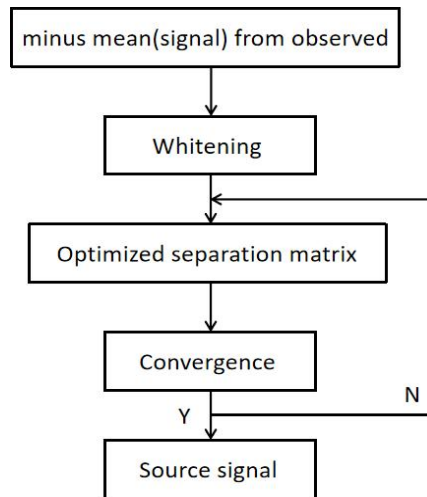 minus mean(signal) from observed
Whitening
Optimized separation matrix
Convergence
N
Y
Source signal